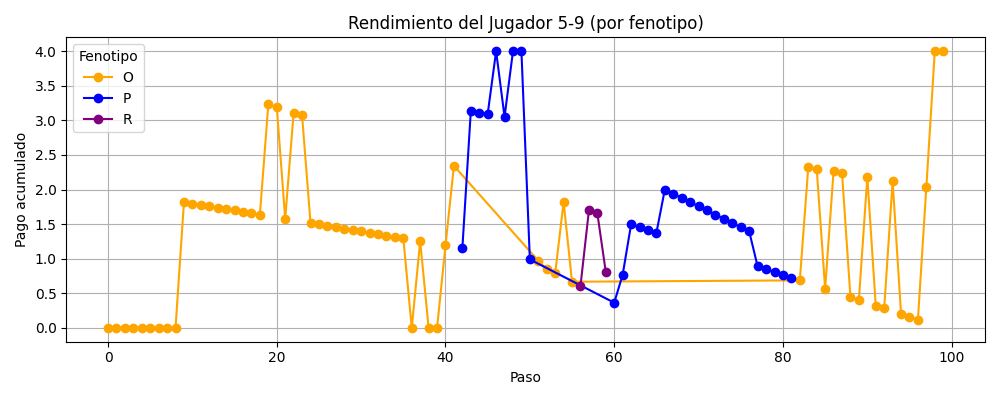 Rendimiento del Jugador 5-9 (por fenotipo)
Fenotipo
O
P
R
Pago acumulado
4.0
3.5
3.0
2.5
2.0
1.5
1.0
0.5
0.0
0 20 40 60 80 100
Paso